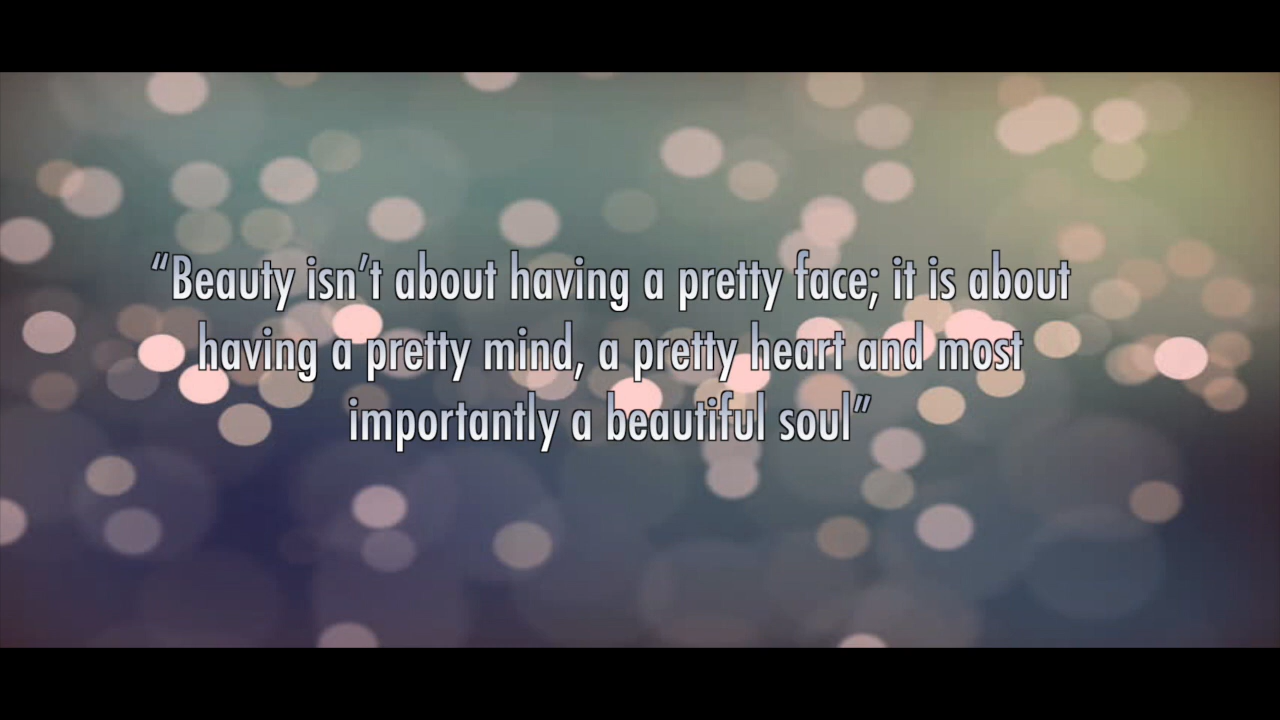 “Beauty isn’t about having a pretty face; it is about
having a pretty mind, a pretty heart and most
importantly a beautiful soul”